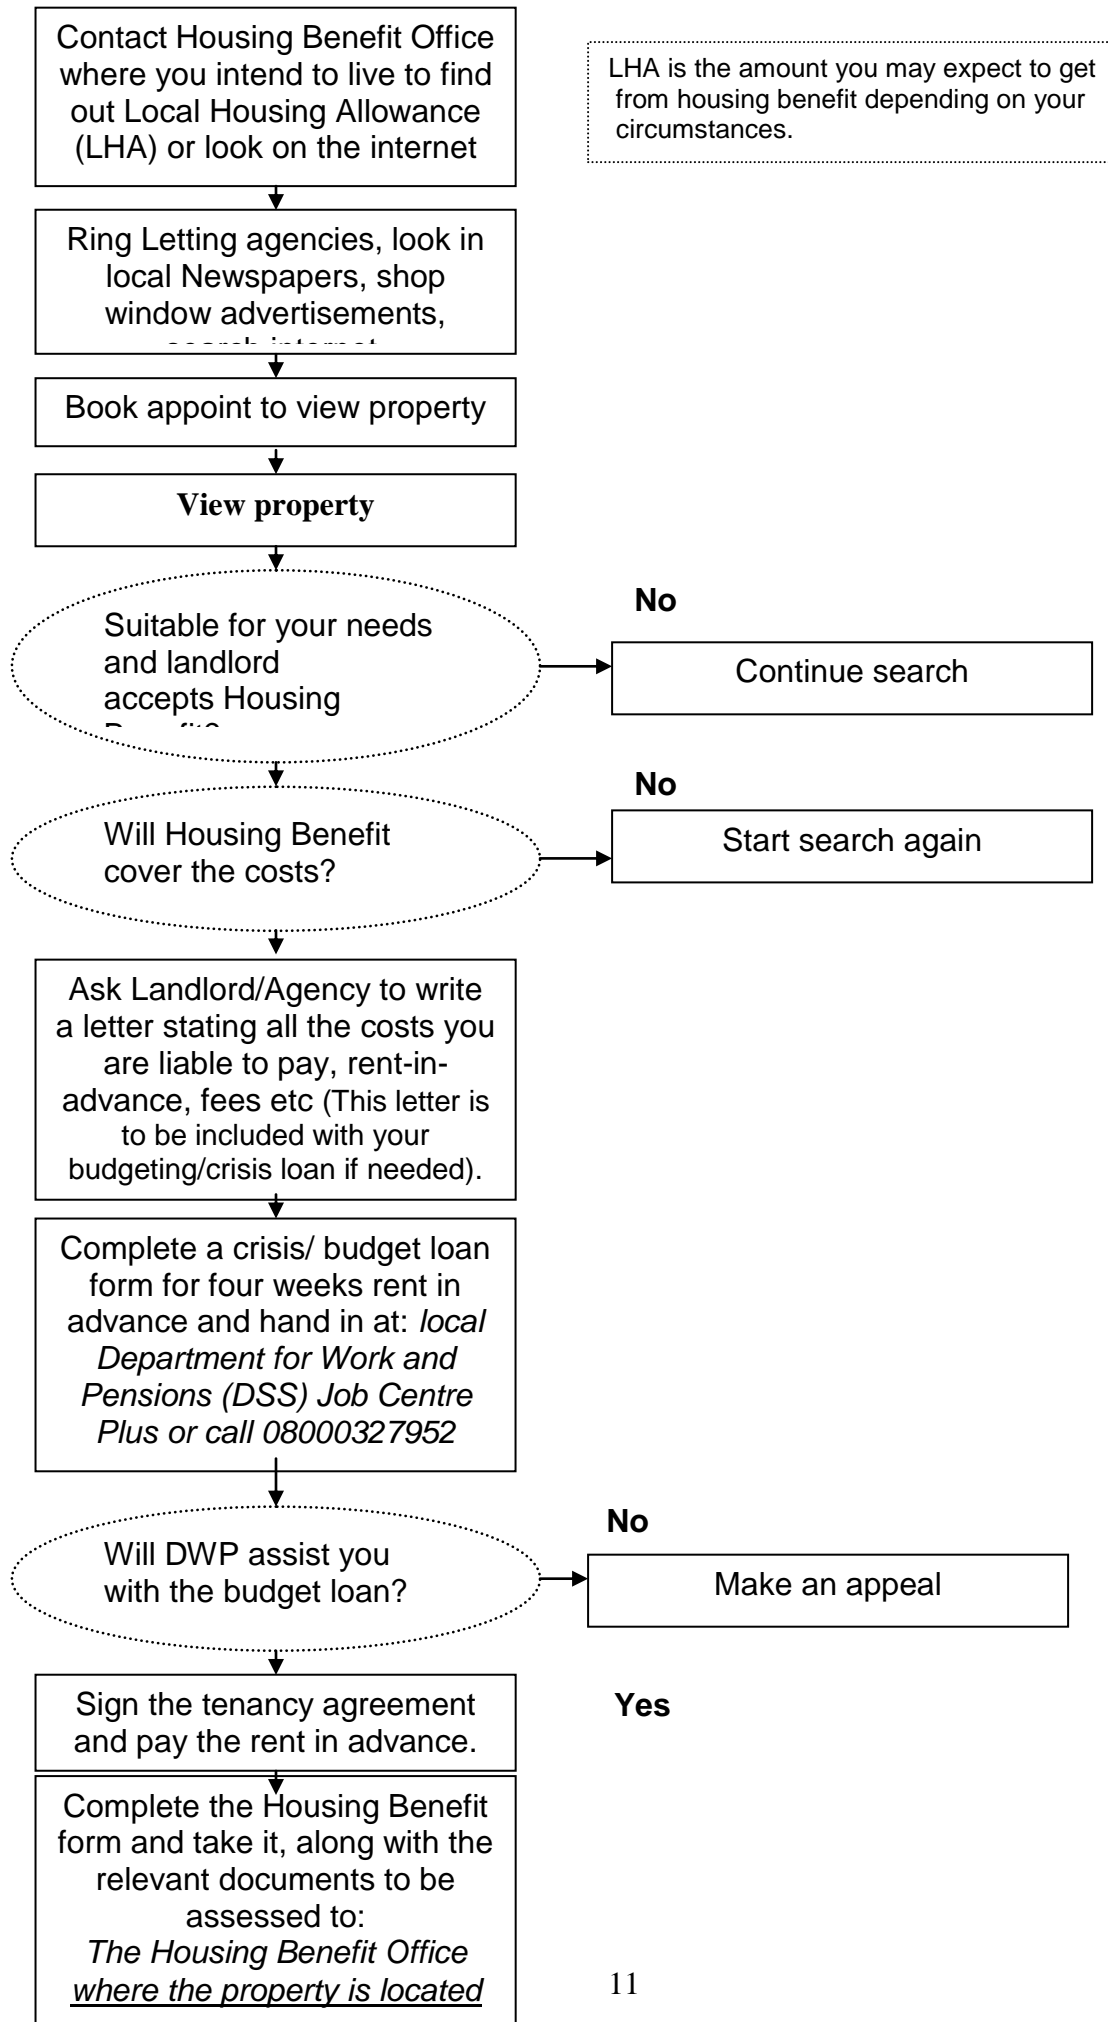 Contact Housing Benefit Office
where you intend to live to find
out Local Housing Allowance
(LHA) or look on the internet
LHA is the amount you may expect to get
from housing benefit depending on your
circumstances.
Ring Letting agencies, look in
local Newspapers, shop
window advertisements,
search internet
Book appoint to view property
View property
Suitable for your needs
and landlord
accepts Housing
Benefit?
No
Continue search
Will Housing Benefit
cover the costs?
No
Start search again
Ask Landlord/Agency to write
a letter stating all the costs you
are liable to pay, rent-in-
advance, fees etc (This letter is
to be included with your
budgeting/crisis loan if needed).
Complete a crisis/ budget loan
form for four weeks rent in
advance and hand in at: local
Department for Work and
Pensions (DSS) Job Centre
Plus or call 08000327952
Will DWP assist you
with the budget loan?
No
Make an appeal
Sign the tenancy agreement
and pay the rent in advance.
Yes
Complete the Housing Benefit
form and take it, along with the
relevant documents to be
assessed to:
The Housing Benefit Office
where the property is located
11